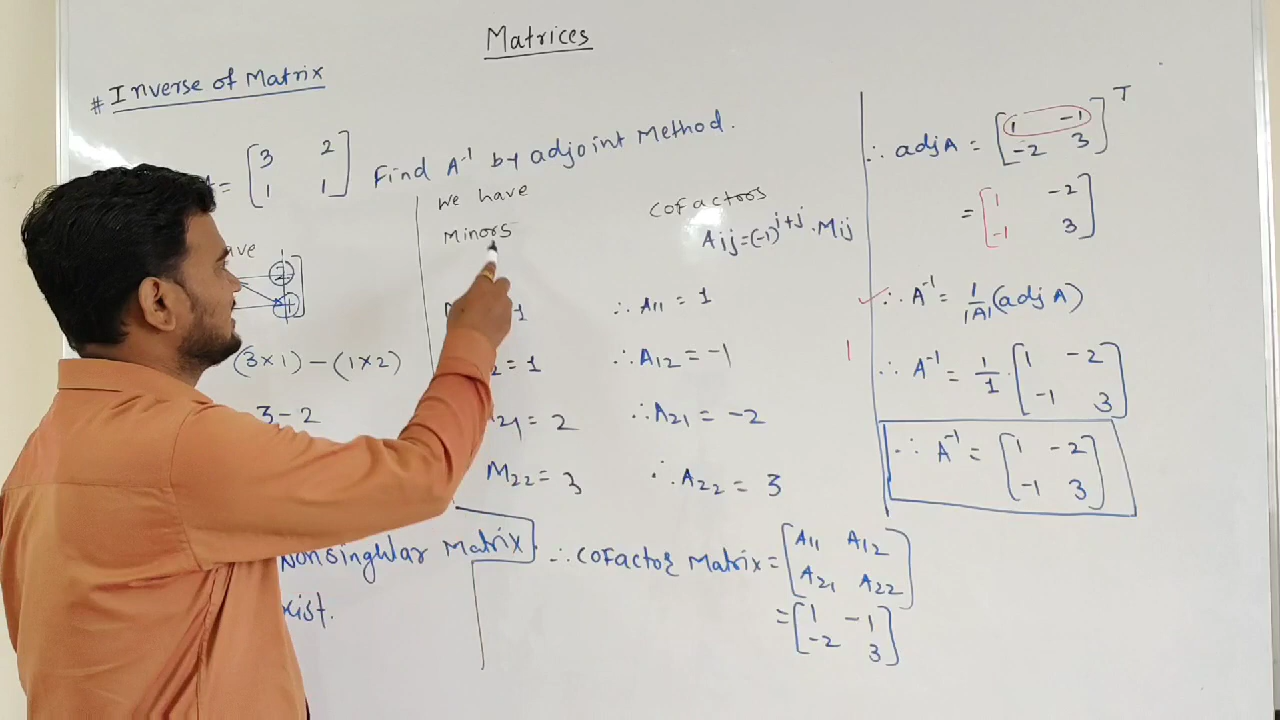 Matrices
# Inverse of Matrix
A = [3 2
1 1] Find A⁻¹ by adjoint Method.
(3×1) − (1×2)
3 − 2
Nonsingular Matrix
we have
Minors
M22 = 3
Cofactors
Aij = (-1)^i+j . Mij
∴ A11 = 1
∴ A12 = −1
∴ A21 = −2
∴ A22 = 3
∴ Cofactor Matrix = [A11 A12
A21 A22]
= [1 −1
−2 3]
∴ adj A = [1 −1
−2 3]ᵀ
= [1 −2
−1 3]
∴ A⁻¹ = 1/|A| (adj A)
1
∴ A⁻¹ = 1/1 . [1 −2
−1 3]
∴ A⁻¹ = [1 −2
−1 3]